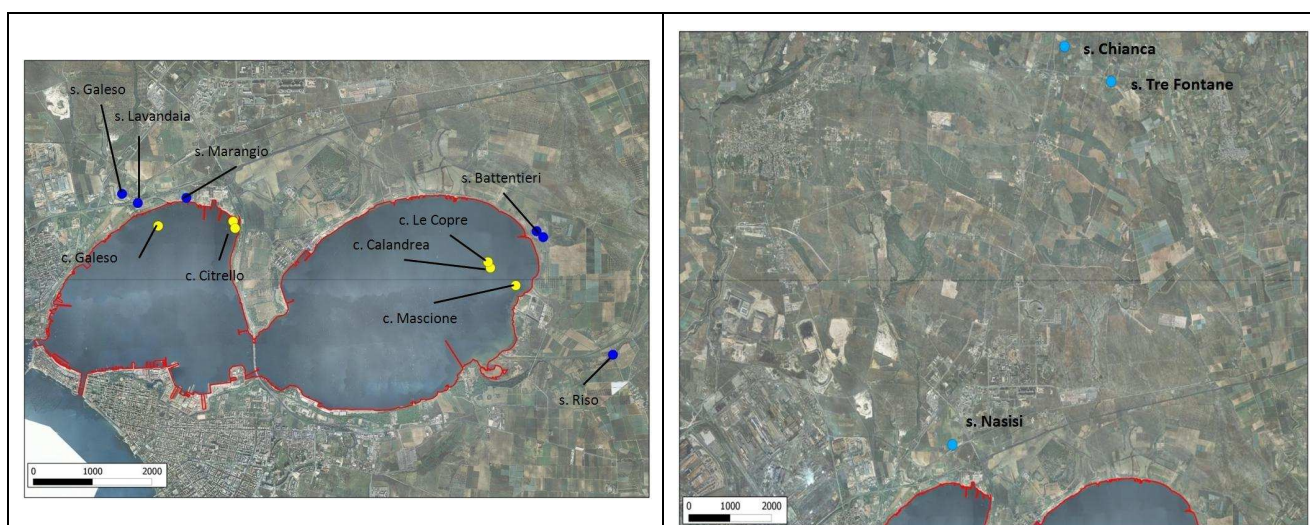 s. Galeso
s. Lavandaia
s. Marangio
s. Battentieri
c. Le Copre
c. Calandrea
c. Galeso
c. Citrello
c. Mascione
s. Riso
0 1000 2000
s. Chianca
s. Tre Fontane
s. Nasisi
0 1000 2000